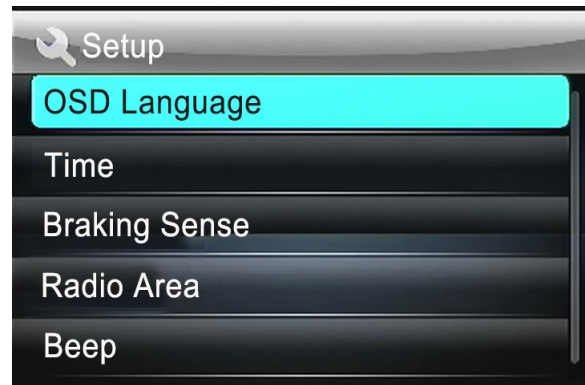 Setup
OSD Language
Time
Braking Sense
Radio Area
Beep